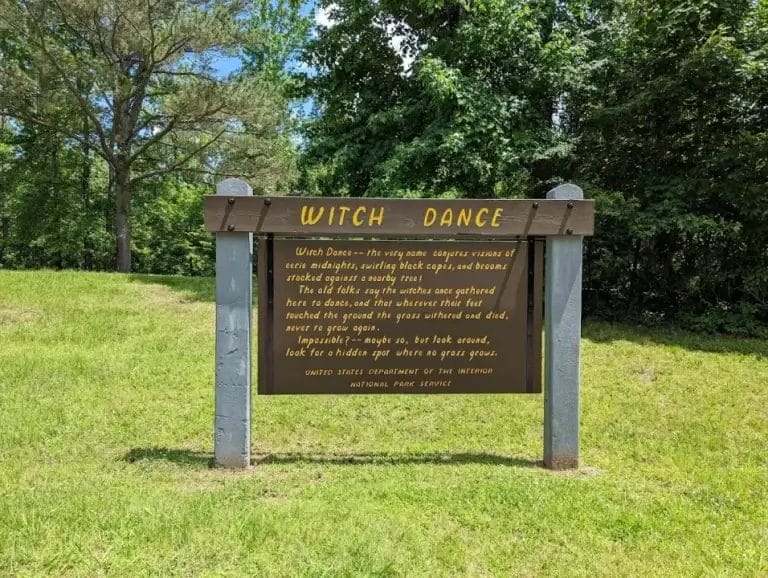 WITCH DANCE
Witch Dance -- the very name conjures visions of
eerie midnights, swirling black capes, and brooms
stacked against a nearby tree!
The old folks say the witches once gathered
here to dance, and that wherever their feet
touched the ground the grass withered and died,
never to grow again.
Impossible? -- maybe so, but look around,
look for a hidden spot where no grass grows.
UNITED STATES DEPARTMENT OF THE INTERIOR
NATIONAL PARK SERVICE